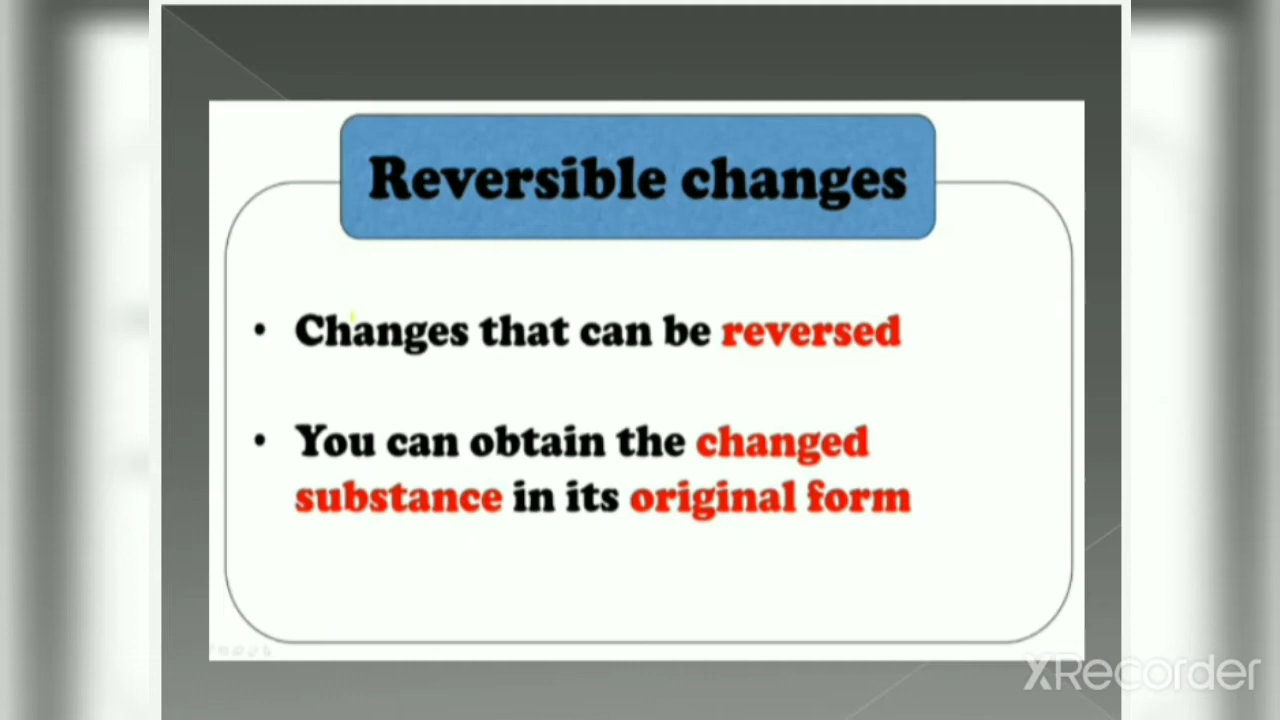 Reversible changes
• Changes that can be reversed
• You can obtain the changed
substance in its original form
XRecorder